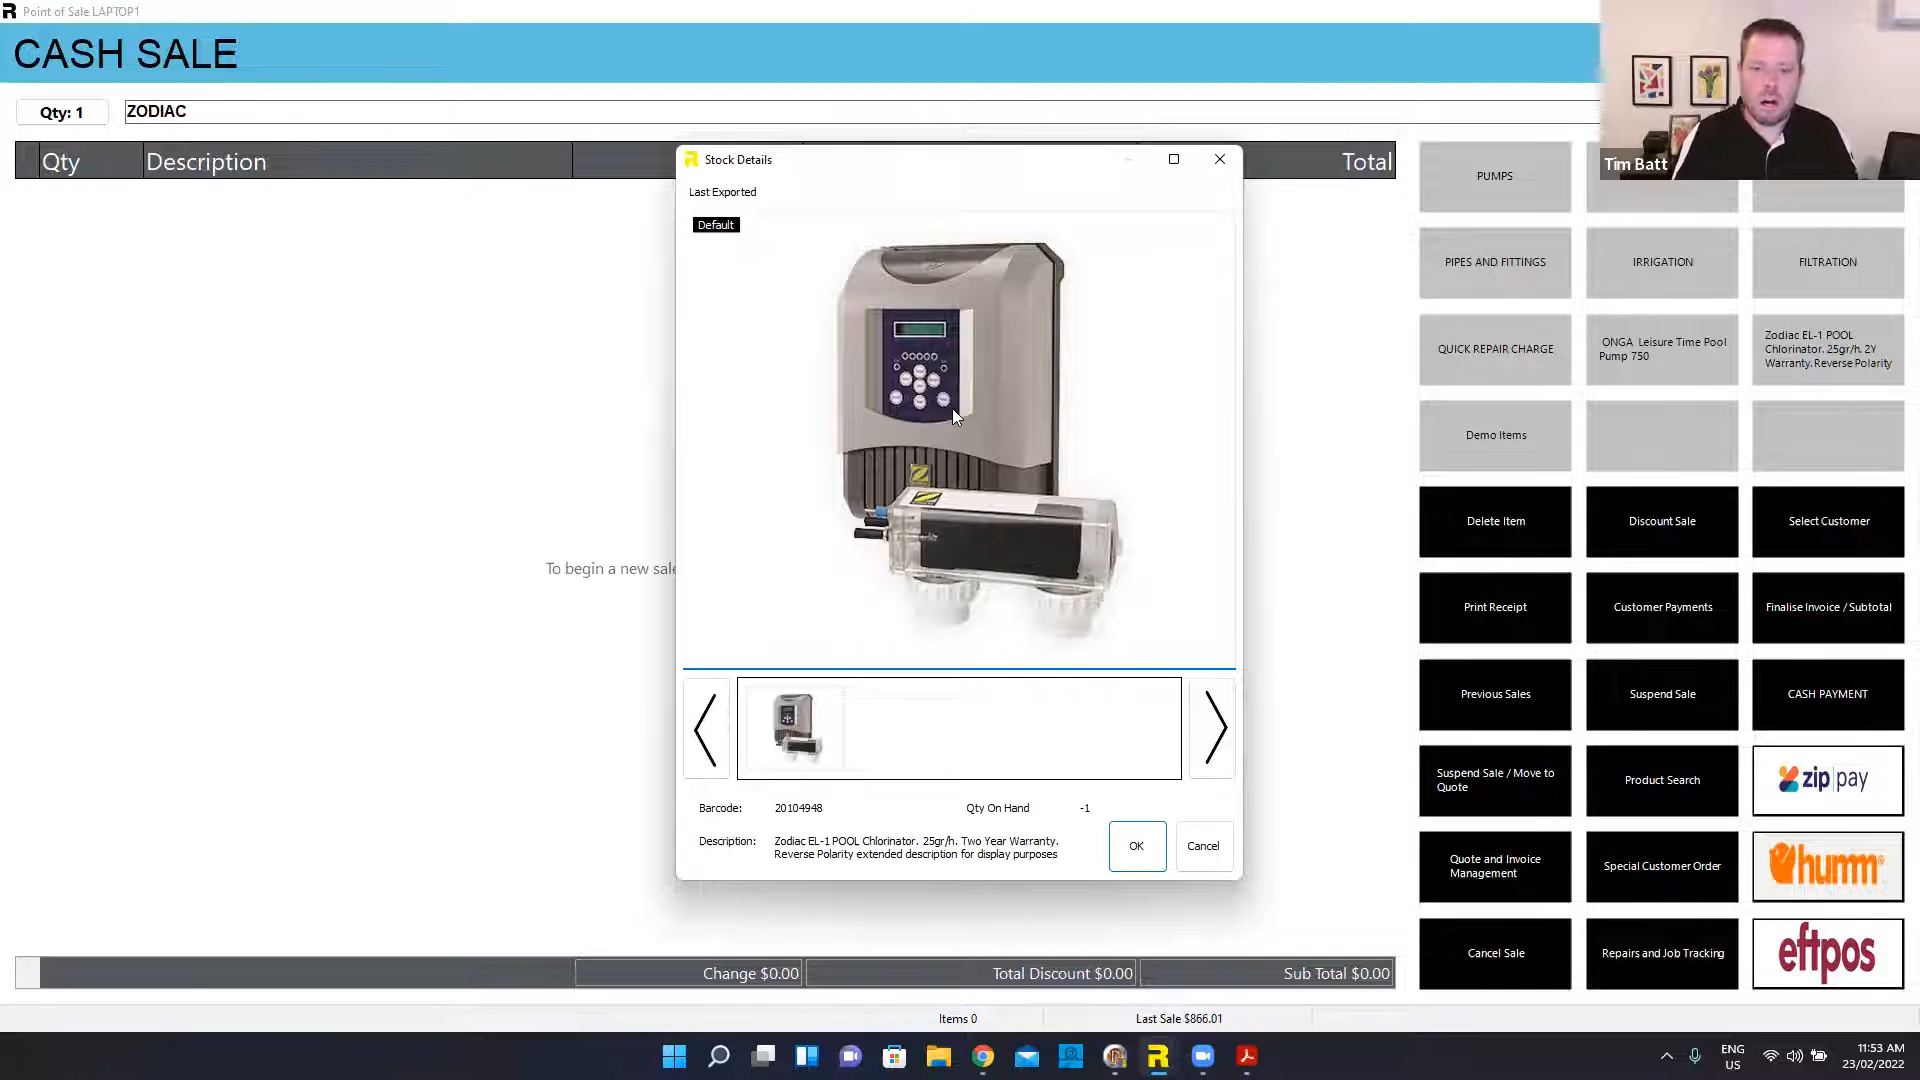 Point of Sale LAPTOP1
CASH SALE
Qty: 1
ZODIAC
Qty
Description
Total
Stock Details
Last Exported
Default
To begin a new sale
Barcode:
20104948
Qty On Hand
-1
Description:
Zodiac EL-1 POOL Chlorinator. 25gr/h. Two Year Warranty.
Reverse Polarity extended description for display purposes
OK
Cancel
Tim Batt
PUMPS
PIPES AND FITTINGS
IRRIGATION
FILTRATION
QUICK REPAIR CHARGE
ONGA Leisure Time Pool
Pump 750
Zodiac EL-1 POOL
Chlorinator. 25gr/h. 2Y
Warranty. Reverse Polarity
Demo Items
Delete Item
Discount Sale
Select Customer
Print Receipt
Customer Payments
Finalise Invoice / Subtotal
Previous Sales
Suspend Sale
CASH PAYMENT
Suspend Sale / Move to
Quote
Product Search
zip pay
Quote and Invoice
Management
Special Customer Order
humm
Cancel Sale
Repairs and Job Tracking
eftpos
Change $0.00
Total Discount $0.00
Sub Total $0.00
Items 0
Last Sale $866.01
ENG
US
11:53 AM
23/02/2022